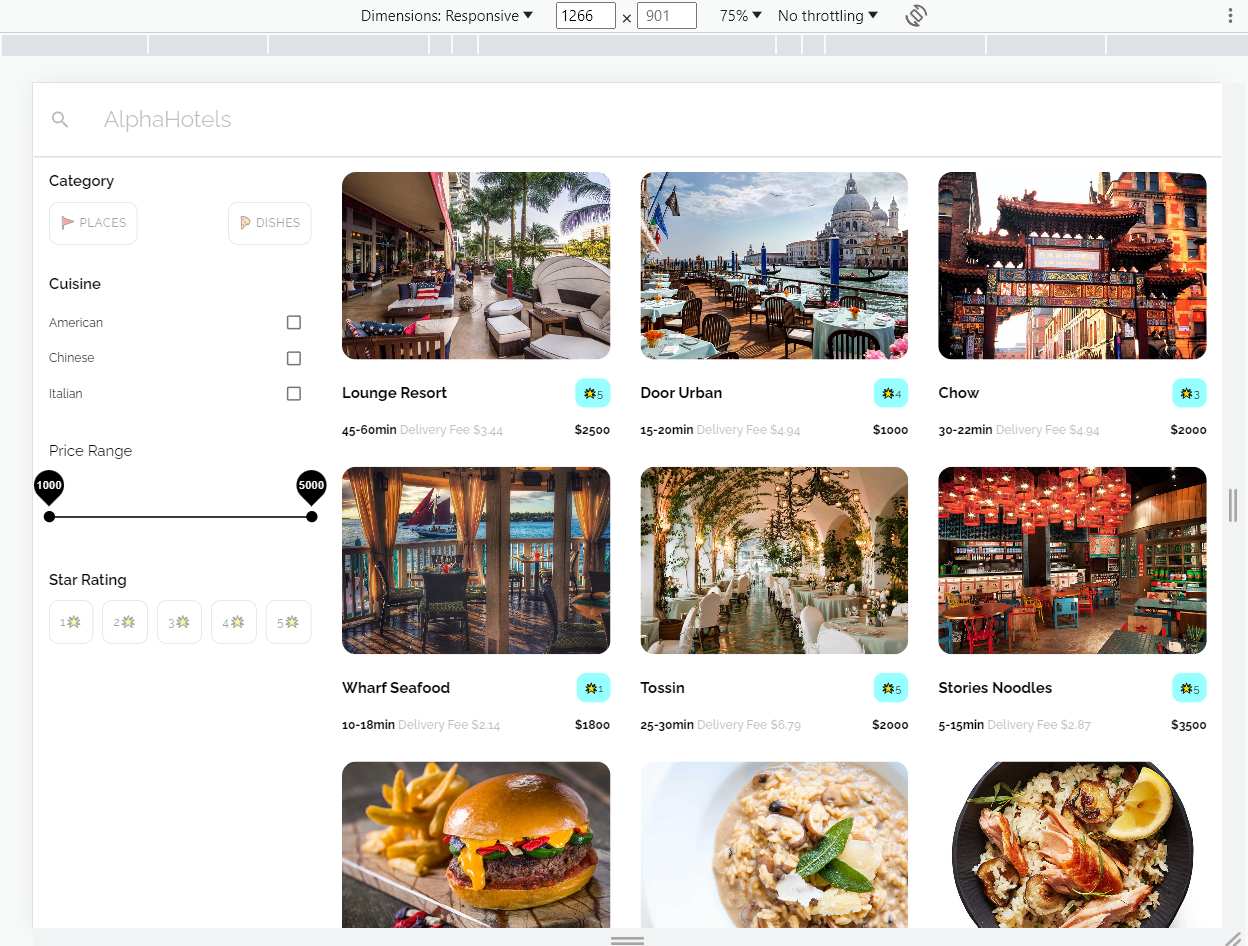 Dimensions: Responsive 1266 × 901 75% No throttling
AlphaHotels
Category
PLACES DISHES
Cuisine
American
Chinese
Italian
Price Range
1000 5000
Star Rating
1 2 3 4 5
Lounge Resort 5
45-60min Delivery Fee $3.44 $2500
Door Urban 4
15-20min Delivery Fee $4.94 $1000
Chow 3
30-22min Delivery Fee $4.94 $2000
Wharf Seafood 1
10-18min Delivery Fee $2.14 $1800
Tossin 5
25-30min Delivery Fee $6.79 $2000
Stories Noodles 5
5-15min Delivery Fee $2.87 $3500